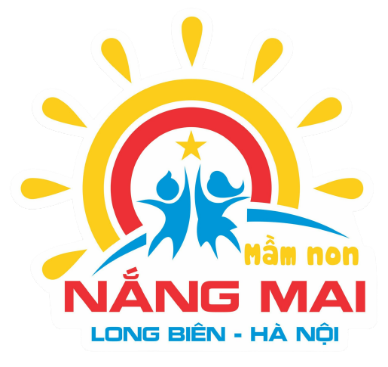 Mầm non
NẮNG MAI
LONG BIÊN - HÀ NỘI